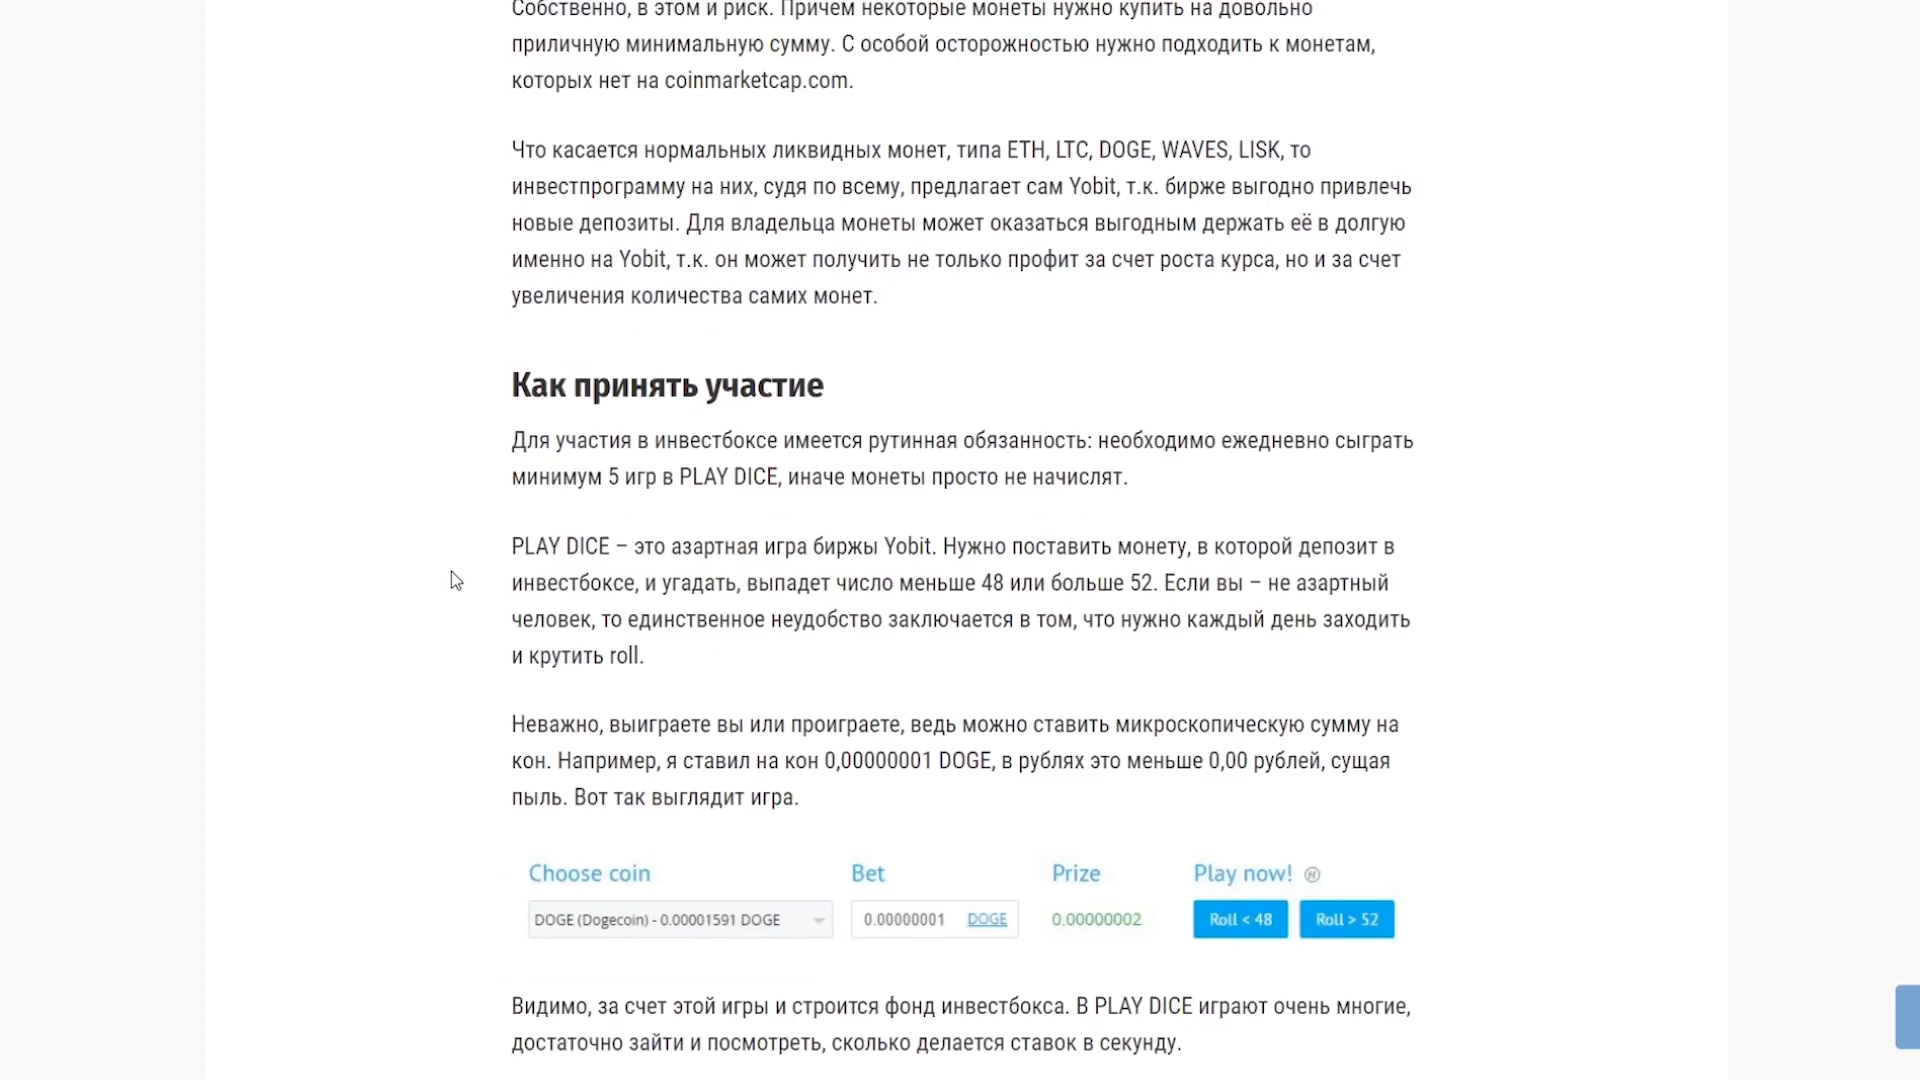 Собственно, в этом и риск. Причем некоторые монеты нужно купить на довольно
приличную минимальную сумму. С особой осторожностью нужно подходить к монетам,
которых нет на coinmarketcap.com.
Что касается нормальных ликвидных монет, типа ETH, LTC, DOGE, WAVES, LISK, то
инвестпрограмму на них, судя по всему, предлагает сам Yobit, т.к. бирже выгодно привлечь
новые депозиты. Для владельца монеты может оказаться выгодным держать её в долгую
именно на Yobit, т.к. он может получить не только профит за счет роста курса, но и за счет
увеличения количества самих монет.
Как принять участие
Для участия в инвестбоксе имеется рутинная обязанность: необходимо ежедневно сыграть
минимум 5 игр в PLAY DICE, иначе монеты просто не начислят.
PLAY DICE – это азартная игра биржы Yobit. Нужно поставить монету, в которой депозит в
инвестбоксе, и угадать, выпадет число меньше 48 или больше 52. Если вы – не азартный
человек, то единственное неудобство заключается в том, что нужно каждый день заходить
и крутить roll.
Неважно, выиграете вы или проиграете, ведь можно ставить микроскопическую сумму на
кон. Например, я ставил на кон 0,00000001 DOGE, в рублях это меньше 0,00 рублей, сущая
пыль. Вот так выглядит игра.
Choose coin Bet Prize Play now! H
DOGE (Dogecoin) - 0.00001591 DOGE 0.00000001 DOGE 0.00000002 Roll < 48 Roll > 52
Видимо, за счет этой игры и строится фонд инвестбокса. В PLAY DICE играют очень многие,
достаточно зайти и посмотреть, сколько делается ставок в секунду.